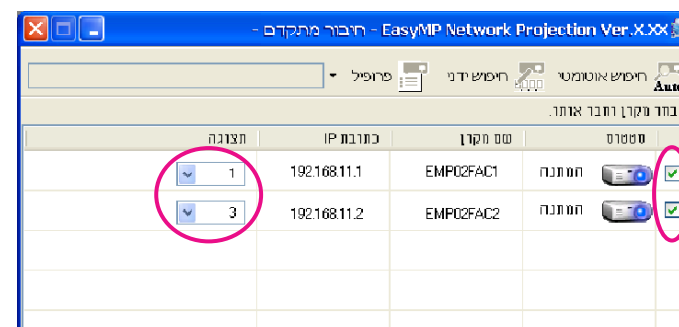 EasyMP Network Projection Ver.X.XX - חיבור מתקדם -
Auto חיפוש אוטומטי חיפוש ידני פרופיל
בחר מקרן וחבר אותו.
סטטוס שם מקרן כתובת IP תצוגה
המתנה EMP02FAC1 192.168.11.1 1
המתנה EMP02FAC2 192.168.11.2 3